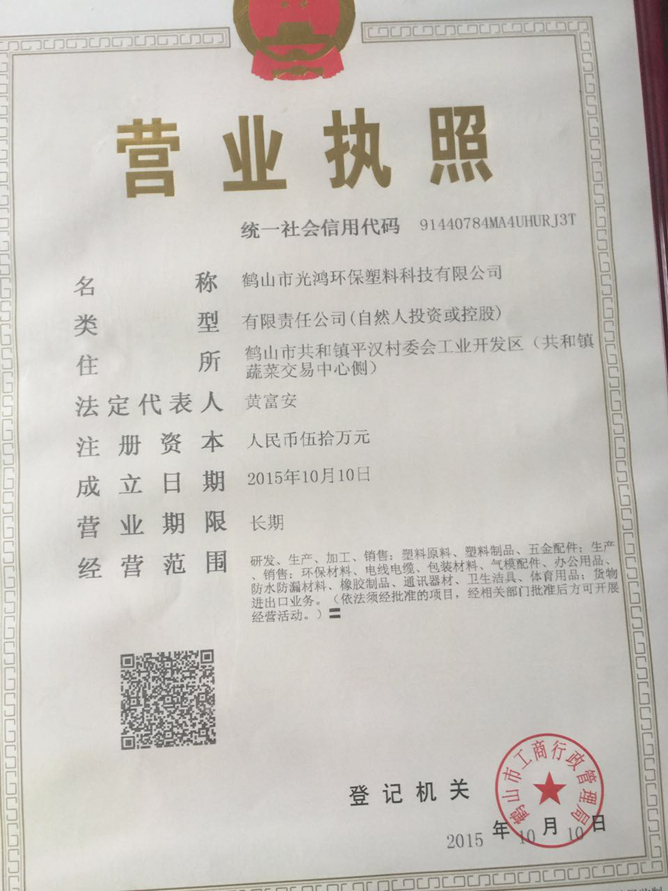 营业执照
统一社会信用代码 91440784MA4UHURJ3T
名称 鹤山市光鸿环保塑料科技有限公司
类型 有限责任公司(自然人投资或控股)
住所 鹤山市共和镇平汉村委会工业开发区（共和镇
蔬菜交易中心侧）
法定代表人 黄富安
注册资本 人民币伍拾万元
成立日期 2015年10月10日
营业期限 长期
经营范围 研发、生产、加工、销售：塑料原料、塑料制品、五金配件；生产
、销售：环保材料、电线电缆、包装材料、气模配件、办公用品、
防水防漏材料、橡胶制品、通讯器材、卫生洁具、体育用品；货物
进出口业务。（依法须经批准的项目，经相关部门批准后方可开展
经营活动。）
登记机关
鹤山市工商行政管理局
2015年10月10日